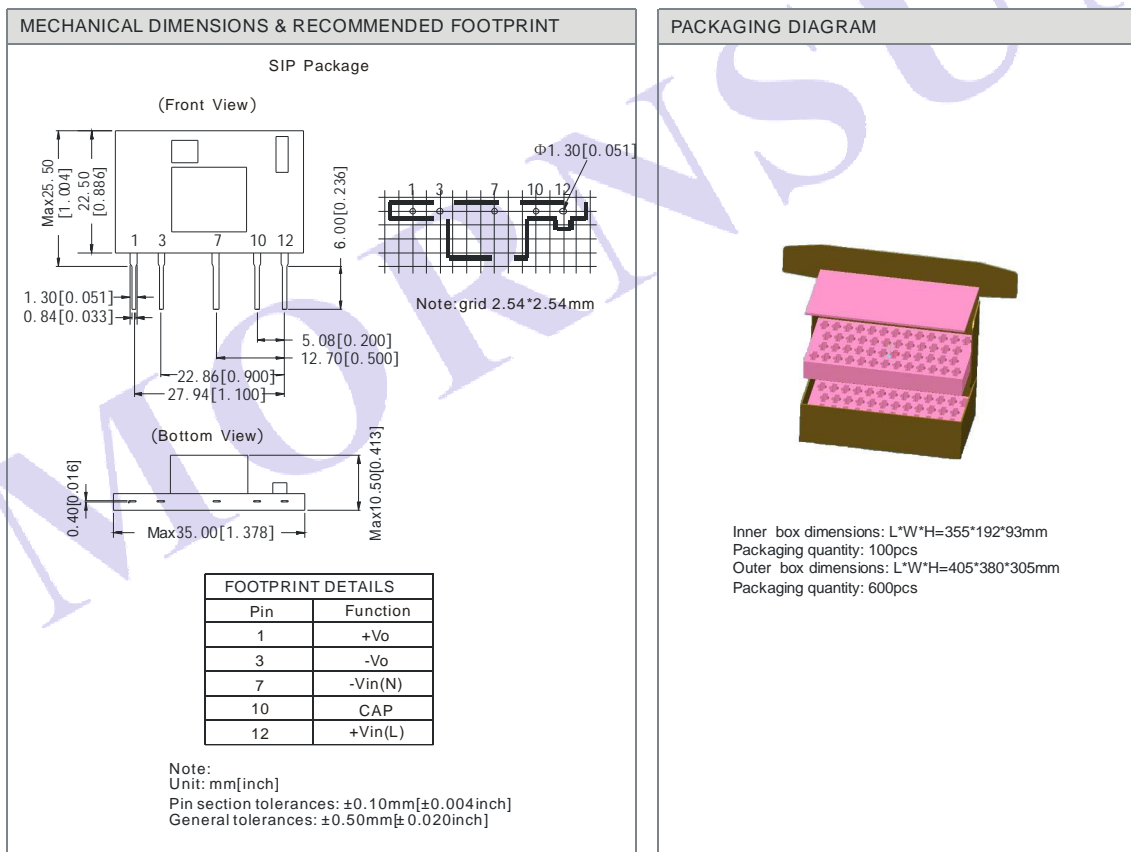 MECHANICAL DIMENSIONS & RECOMMENDED FOOTPRINT
SIP Package
(Front View)
Max25.50
[1.004]
22.50
[0.886]
1 3 7 10 12
6.00[0.236]
1.30[0.051]
0.84[0.033]
5.08[0.200]
12.70[0.500]
22.86[0.900]
27.94[1.100]
Φ1.30[0.051]
1 3 7 10 12
Note:grid 2.54*2.54mm
(Bottom View)
0.40[0.016]
Max35.00[1.378]
Max10.50[0.413]
FOOTPRINT DETAILS
Pin Function
1 +Vo
3 -Vo
7 -Vin(N)
10 CAP
12 +Vin(L)
Note:
Unit: mm[inch]
Pin section tolerances: ±0.10mm[±0.004inch]
General tolerances: ±0.50mm[±0.020inch]
PACKAGING DIAGRAM
Inner box dimensions: L*W*H=355*192*93mm
Packaging quantity: 100pcs
Outer box dimensions: L*W*H=405*380*305mm
Packaging quantity: 600pcs
MORNSU